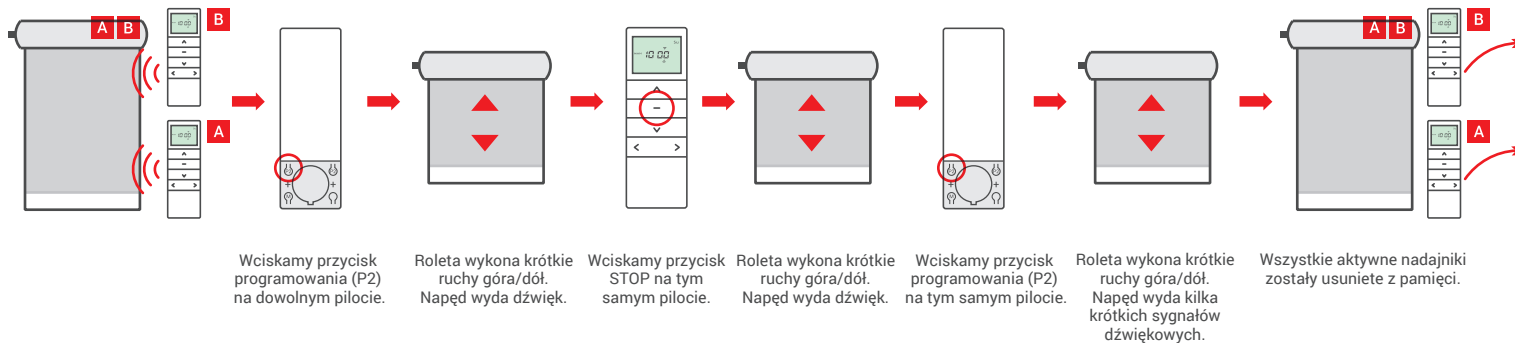 A B
B
A
10 00
Wciskamy przycisk
programowania (P2)
na dowolnym pilocie.
Roleta wykona krótkie
ruchy góra/dół.
Napęd wyda dźwięk.
Wciskamy przycisk
STOP na tym
samym pilocie.
Roleta wykona krótkie
ruchy góra/dół.
Napęd wyda dźwięk.
Wciskamy przycisk
programowania (P2)
na tym samym pilocie.
Roleta wykona krótkie
ruchy góra/dół.
Napęd wyda kilka
krótkich sygnałów
dźwiękowych.
A B
B
A
Wszystkie aktywne nadajniki
zostały usuniete z pamięci.